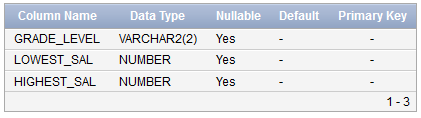 Column Name Data Type Nullable Default Primary Key
GRADE_LEVEL VARCHAR2(2) Yes - -
LOWEST_SAL NUMBER Yes - -
HIGHEST_SAL NUMBER Yes - -
1 - 3